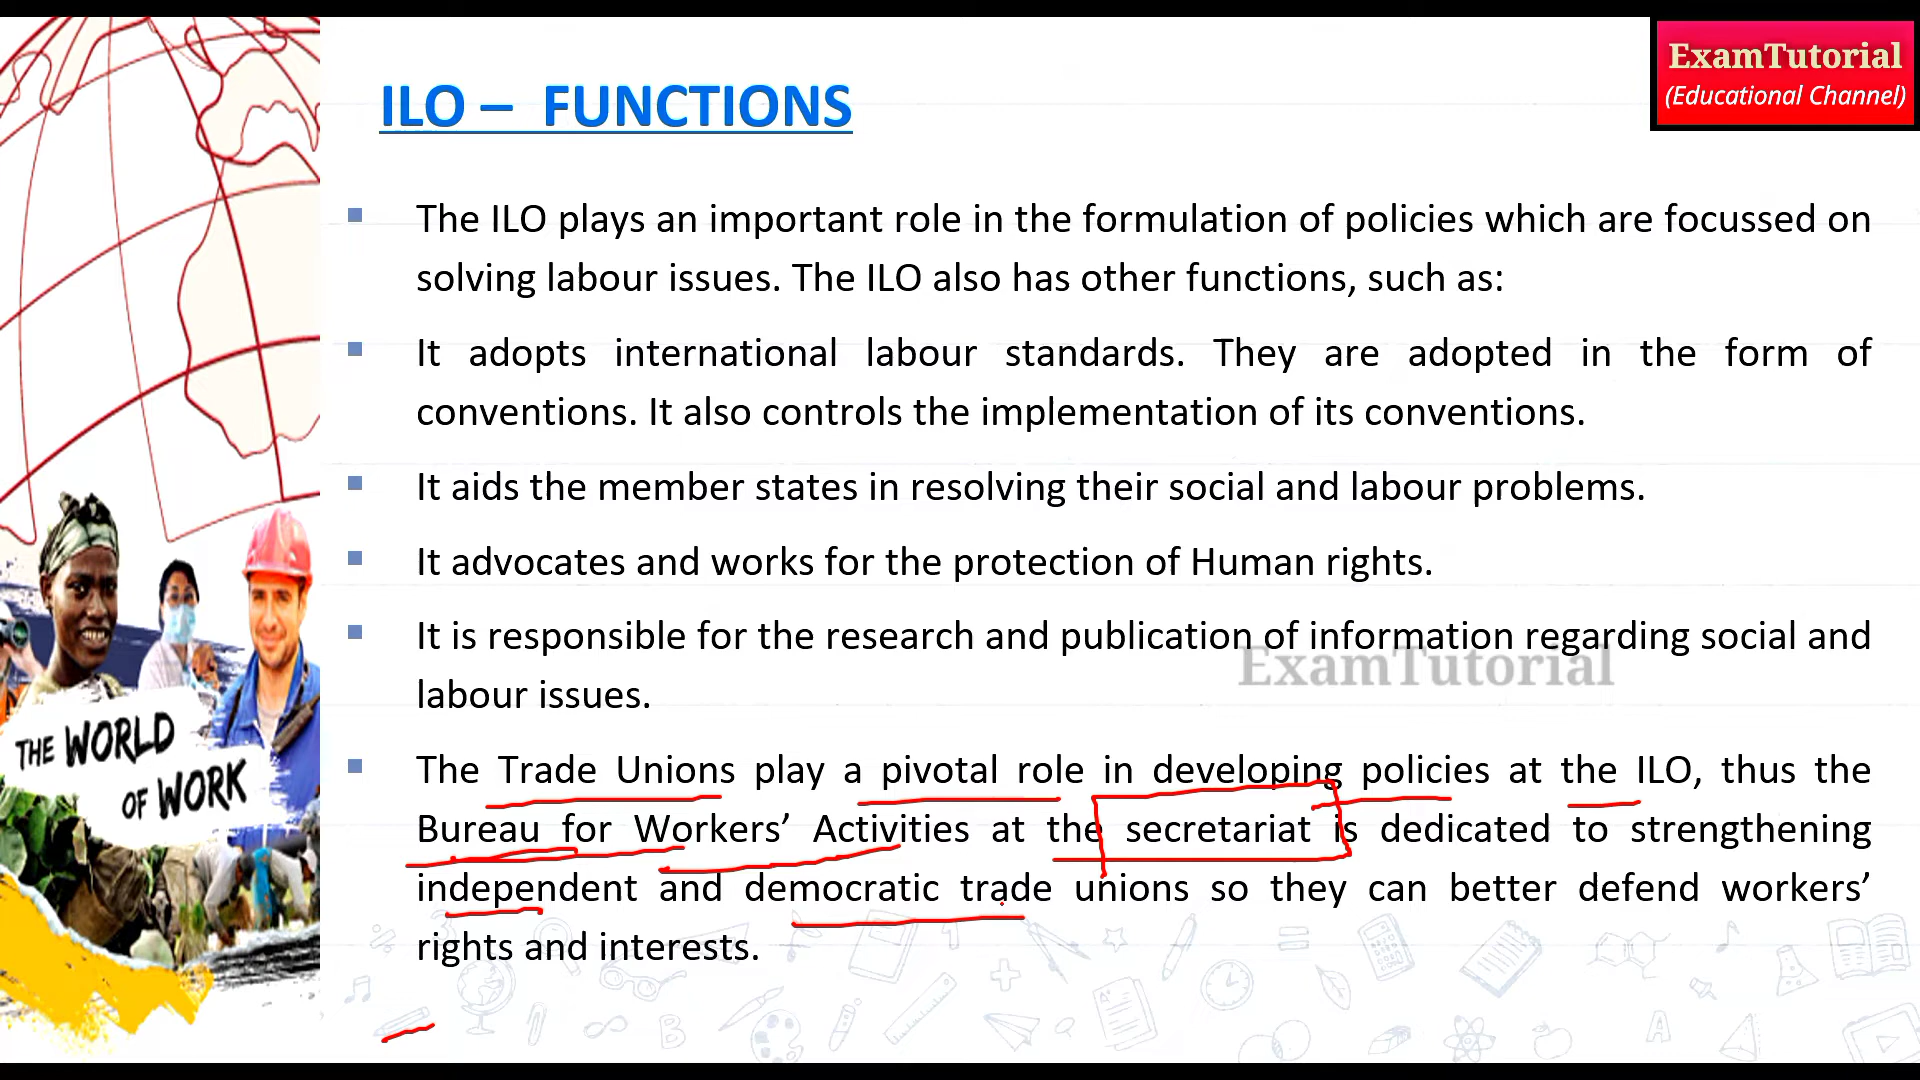 ExamTutorial
(Educational Channel)
ILO – FUNCTIONS
The ILO plays an important role in the formulation of policies which are focussed on
solving labour issues. The ILO also has other functions, such as:
It adopts international labour standards. They are adopted in the form of
conventions. It also controls the implementation of its conventions.
It aids the member states in resolving their social and labour problems.
It advocates and works for the protection of Human rights.
It is responsible for the research and publication of information regarding social and
labour issues.
ExamTutorial
The Trade Unions play a pivotal role in developing policies at the ILO, thus the
Bureau for Workers’ Activities at the secretariat is dedicated to strengthening
independent and democratic trade unions so they can better defend workers’
rights and interests.
THE WORLD
OF WORK